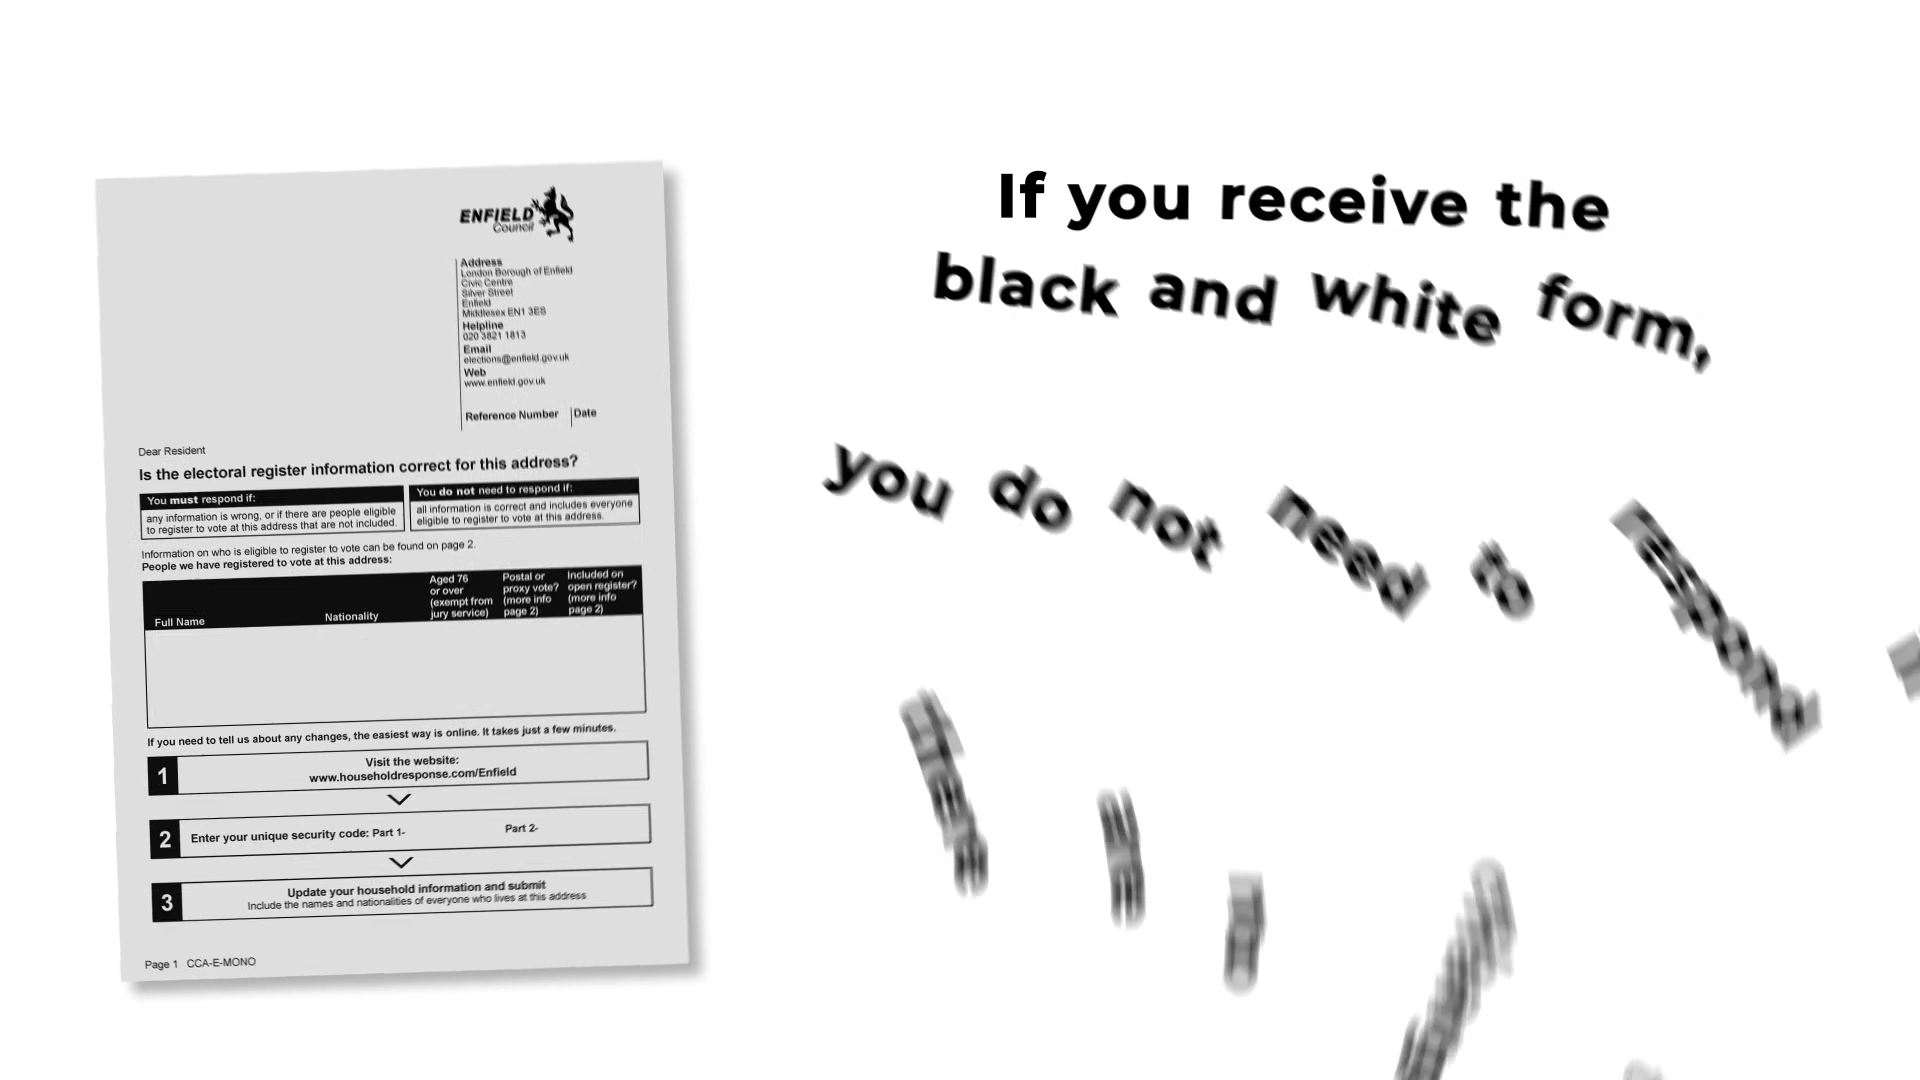 ENFIELD
Council
Address
London Borough of Enfield
Civic Centre
Silver Street
Enfield
Middlesex EN1 3ES
Helpline
020 3821 1813
Email
elections@enfield.gov.uk
Web
www.enfield.gov.uk
Reference Number Date
Dear Resident
Is the electoral register information correct for this address?
You must respond if:
any information is wrong, or if there are people eligible
to register to vote at this address that are not included.
You do not need to respond if:
all information is correct and includes everyone
eligible to register to vote at this address.
Information on who is eligible to register to vote can be found on page 2.
People we have registered to vote at this address:
Full Name
Nationality
Aged 76
or over
(exempt from
jury service)
Postal or
proxy vote?
(more info
page 2)
Included on
open register?
(more info
page 2)
If you need to tell us about any changes, the easiest way is online. It takes just a few minutes.
1
Visit the website:
www.householdresponse.com/Enfield
2
Enter your unique security code: Part 1- Part 2-
3
Update your household information and submit
Include the names and nationalities of everyone who lives at this address
Page 1 CCA-E-MONO
If you receive the
black and white form,
you do not need to respond